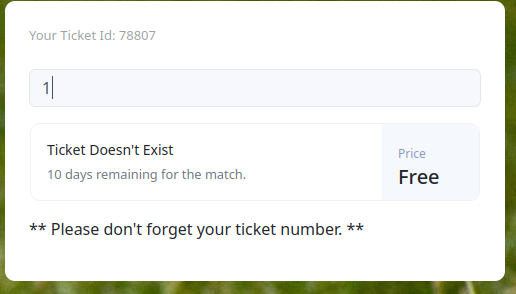 Your Ticket Id: 78807
1
Ticket Doesn't Exist
10 days remaining for the match.
Price
Free
** Please don't forget your ticket number. **